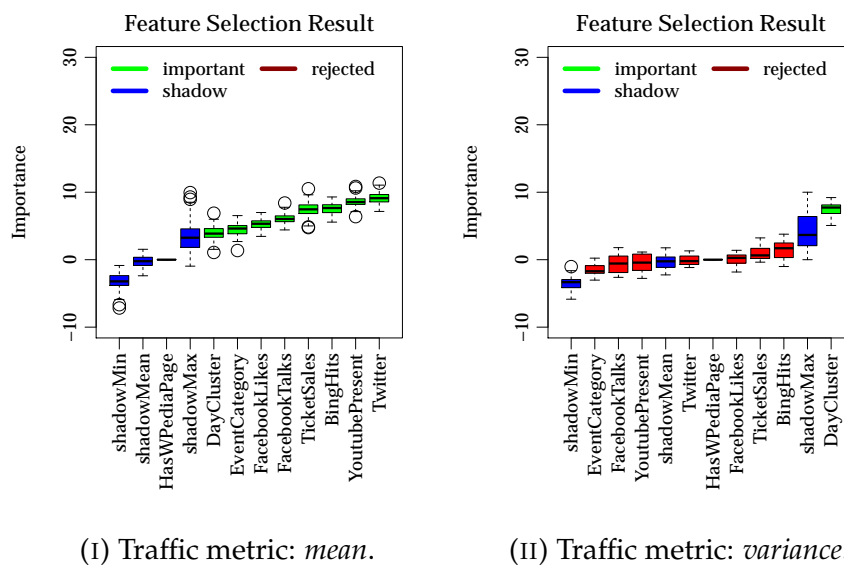 Feature Selection Result
30
20
10
0
−10
Importance
important
rejected
shadow
shadowMin
shadowMean
HasWPediaPage
shadowMax
DayCluster
EventCategory
FacebookLikes
FacebookTalks
TicketSales
BingHits
YoutubePresent
Twitter
(I) Traffic metric: mean.
Feature Selection Result
30
20
10
0
−10
Importance
important
rejected
shadow
shadowMin
EventCategory
FacebookTalks
YoutubePresent
shadowMean
Twitter
HasWPediaPage
FacebookLikes
TicketSales
BingHits
shadowMax
DayCluster
(II) Traffic metric: variance.